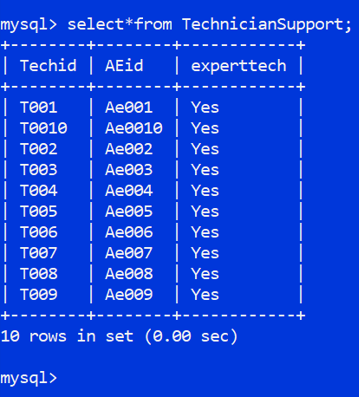 mysql> select*from TechnicianSupport;
+--------+--------+------------+
| Techid | AEid   | experttech |
+--------+--------+------------+
| T001   | Ae001  | Yes        |
| T0010  | Ae0010 | Yes        |
| T002   | Ae002  | Yes        |
| T003   | Ae003  | Yes        |
| T004   | Ae004  | Yes        |
| T005   | Ae005  | Yes        |
| T006   | Ae006  | Yes        |
| T007   | Ae007  | Yes        |
| T008   | Ae008  | Yes        |
| T009   | Ae009  | Yes        |
+--------+--------+------------+
10 rows in set (0.00 sec)
mysql>